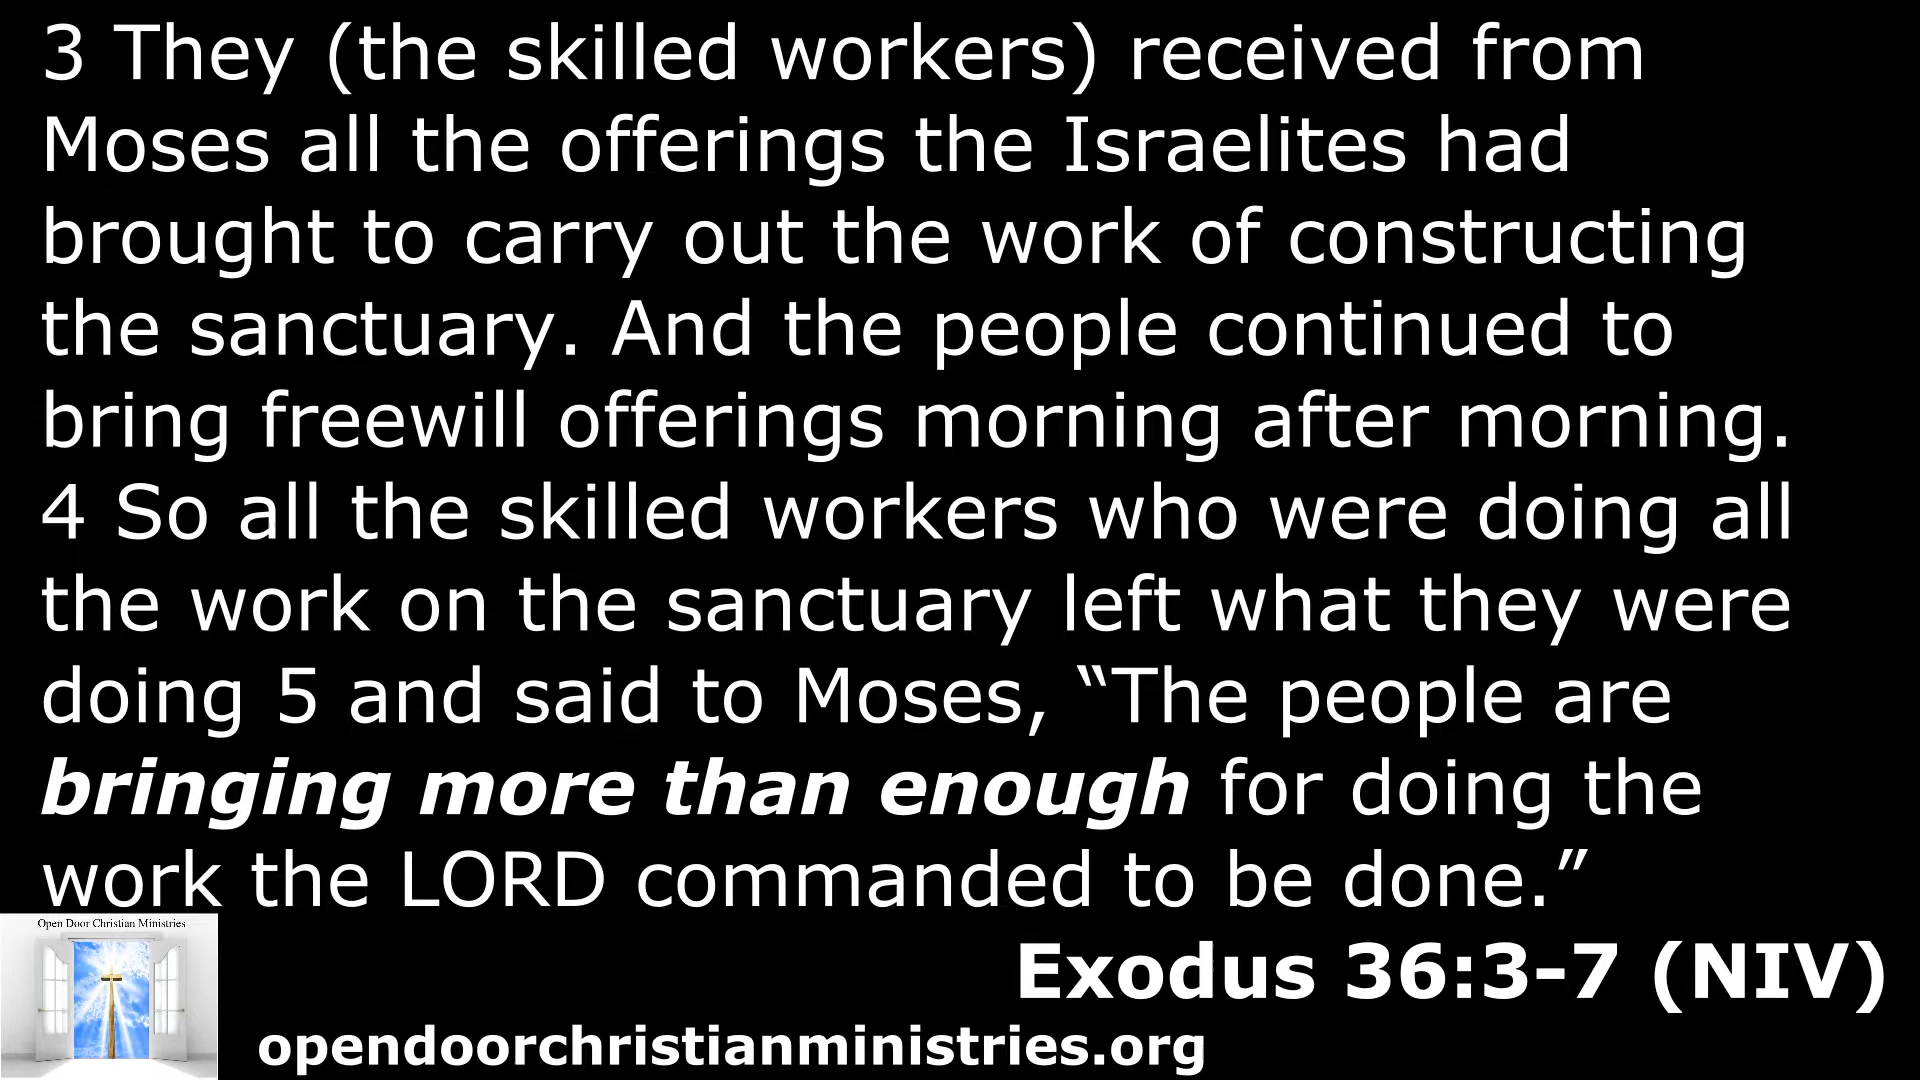 3 They (the skilled workers) received from
Moses all the offerings the Israelites had
brought to carry out the work of constructing
the sanctuary. And the people continued to
bring freewill offerings morning after morning.
4 So all the skilled workers who were doing all
the work on the sanctuary left what they were
doing 5 and said to Moses, “The people are
bringing more than enough for doing the
work the LORD commanded to be done.”
Open Door Christian Ministries
Exodus 36:3-7 (NIV)
opendoorchristianministries.org